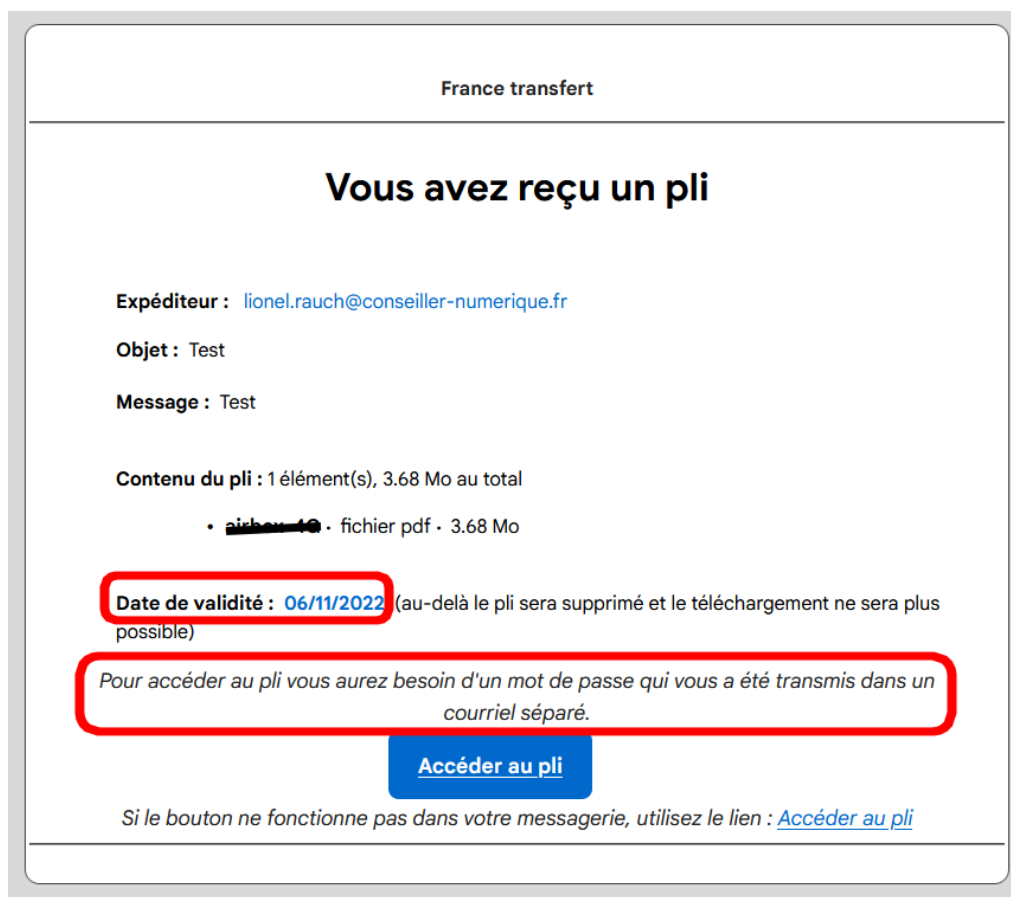 France transfert
Vous avez reçu un pli
Expéditeur : lionel.rauch@conseiller-numerique.fr
Objet : Test
Message : Test
Contenu du pli : 1 élément(s), 3.68 Mo au total
• · fichier pdf · 3.68 Mo
Date de validité : 06/11/2022 (au-delà le pli sera supprimé et le téléchargement ne sera plus
possible)
Pour accéder au pli vous aurez besoin d'un mot de passe qui vous a été transmis dans un
courriel séparé.
Accéder au pli
Si le bouton ne fonctionne pas dans votre messagerie, utilisez le lien : Accéder au pli